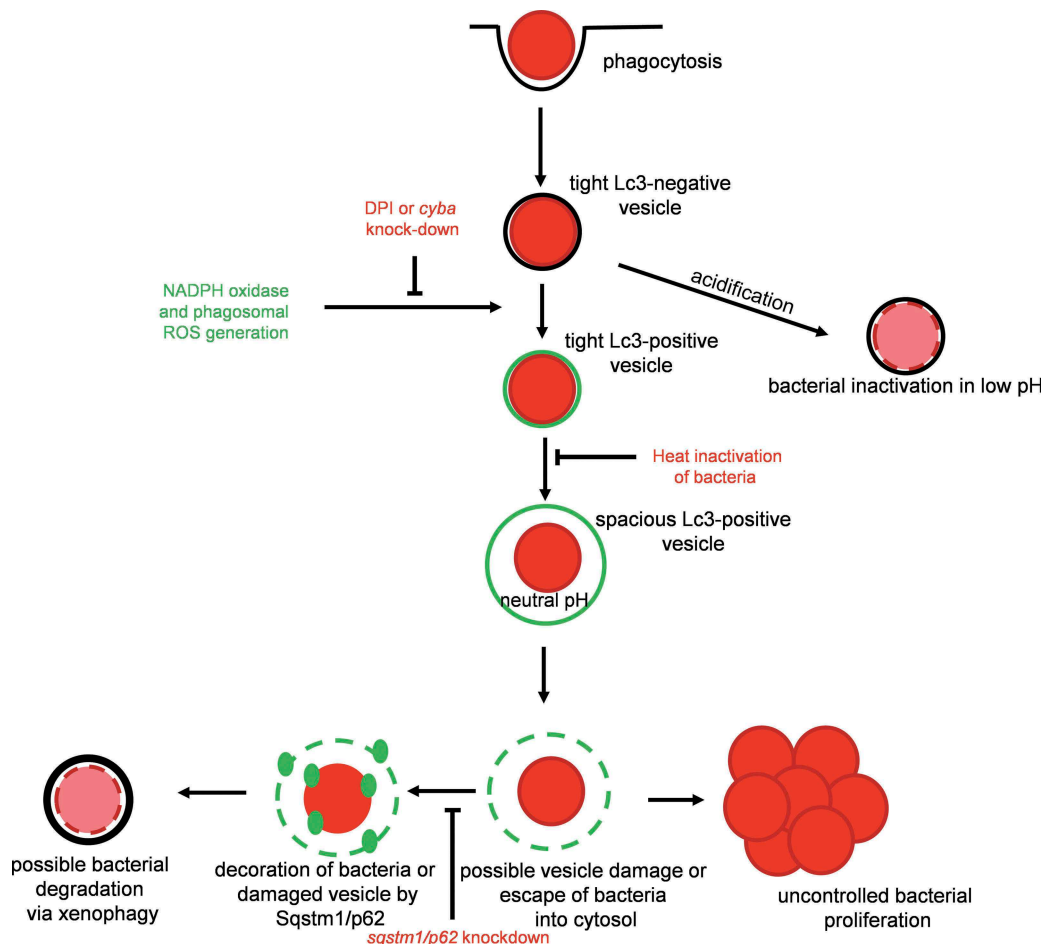 phagocytosis
tight Lc3-negative
vesicle
DPI or cyba
knock-down
NADPH oxidase
and phagosomal
ROS generation
acidification
tight Lc3-positive
vesicle
bacterial inactivation in low pH
Heat inactivation
of bacteria
spacious Lc3-positive
vesicle
neutral pH
possible bacterial
degradation
via xenophagy
decoration of bacteria or
damaged vesicle by
Sqstm1/p62
possible vesicle damage or
escape of bacteria
into cytosol
uncontrolled bacterial
proliferation
sqstm1/p62 knockdown